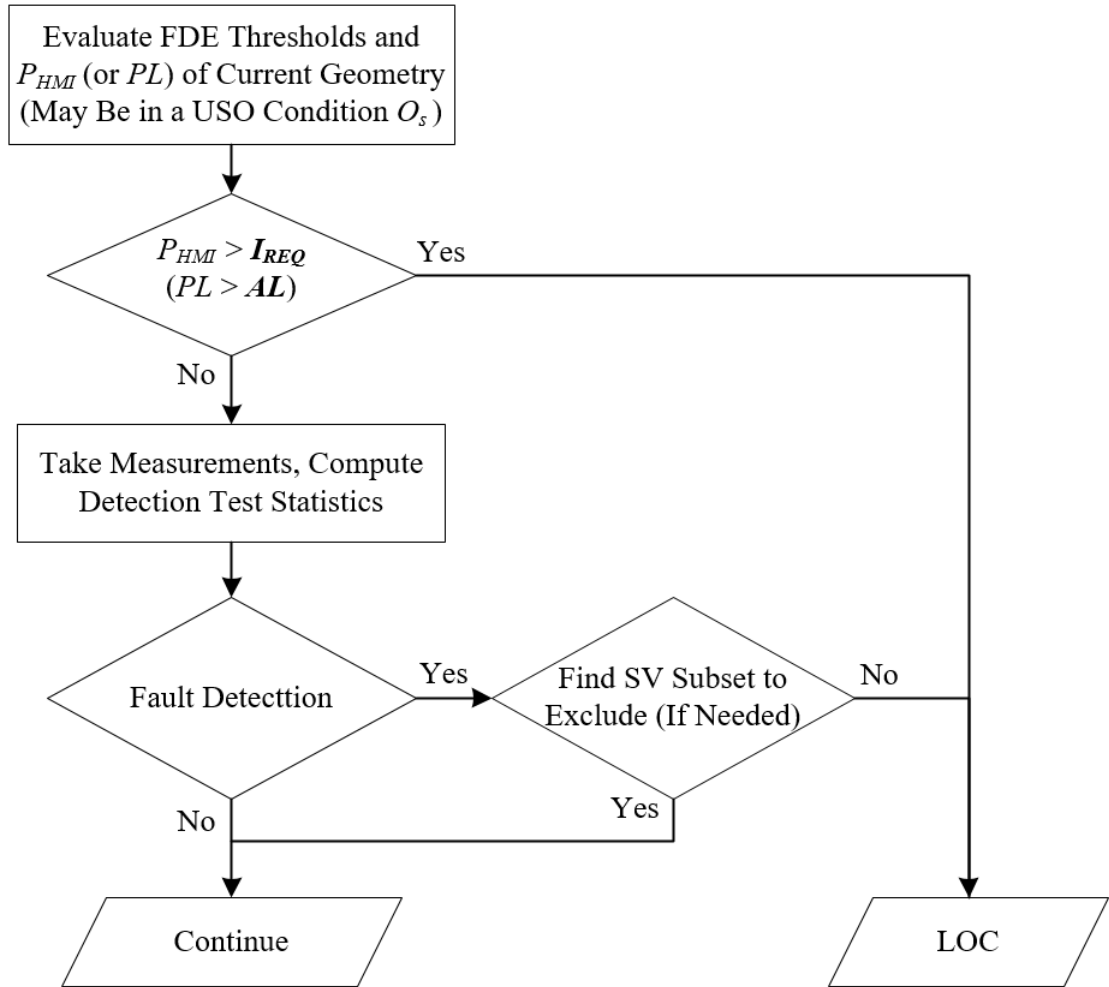 Evaluate FDE Thresholds and
P_HMI (or PL) of Current Geometry
(May Be in a USO Condition O_s)
P_HMI > I_REQ
(PL > AL)
Yes
No
Take Measurements, Compute
Detection Test Statistics
Fault Detecttion
Yes
Find SV Subset to
Exclude (If Needed)
No
No
Yes
Continue
LOC